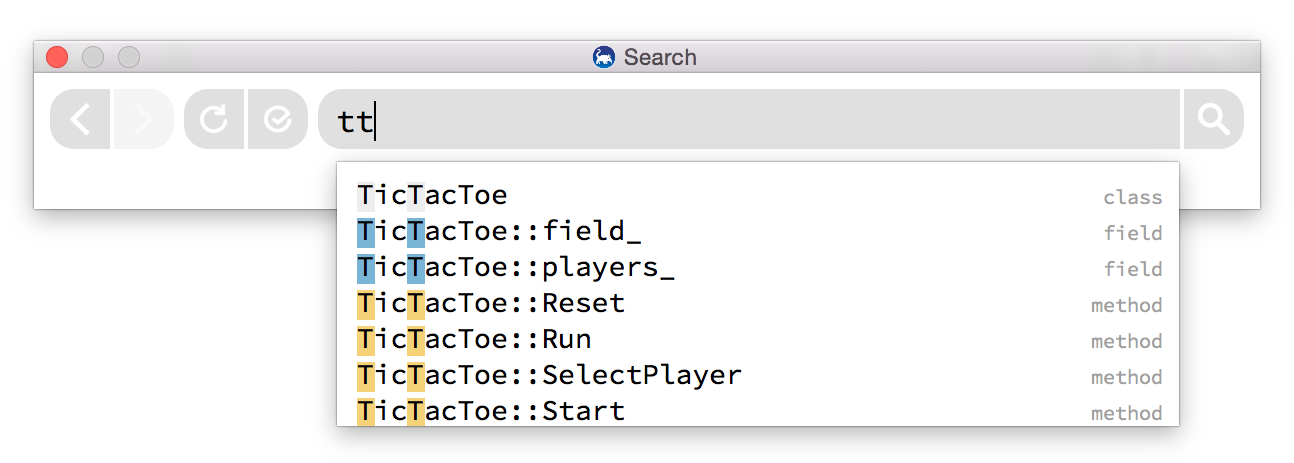 Search
tt
TicTacToe class
TicTacToe::field_ field
TicTacToe::players_ field
TicTacToe::Reset method
TicTacToe::Run method
TicTacToe::SelectPlayer method
TicTacToe::Start method